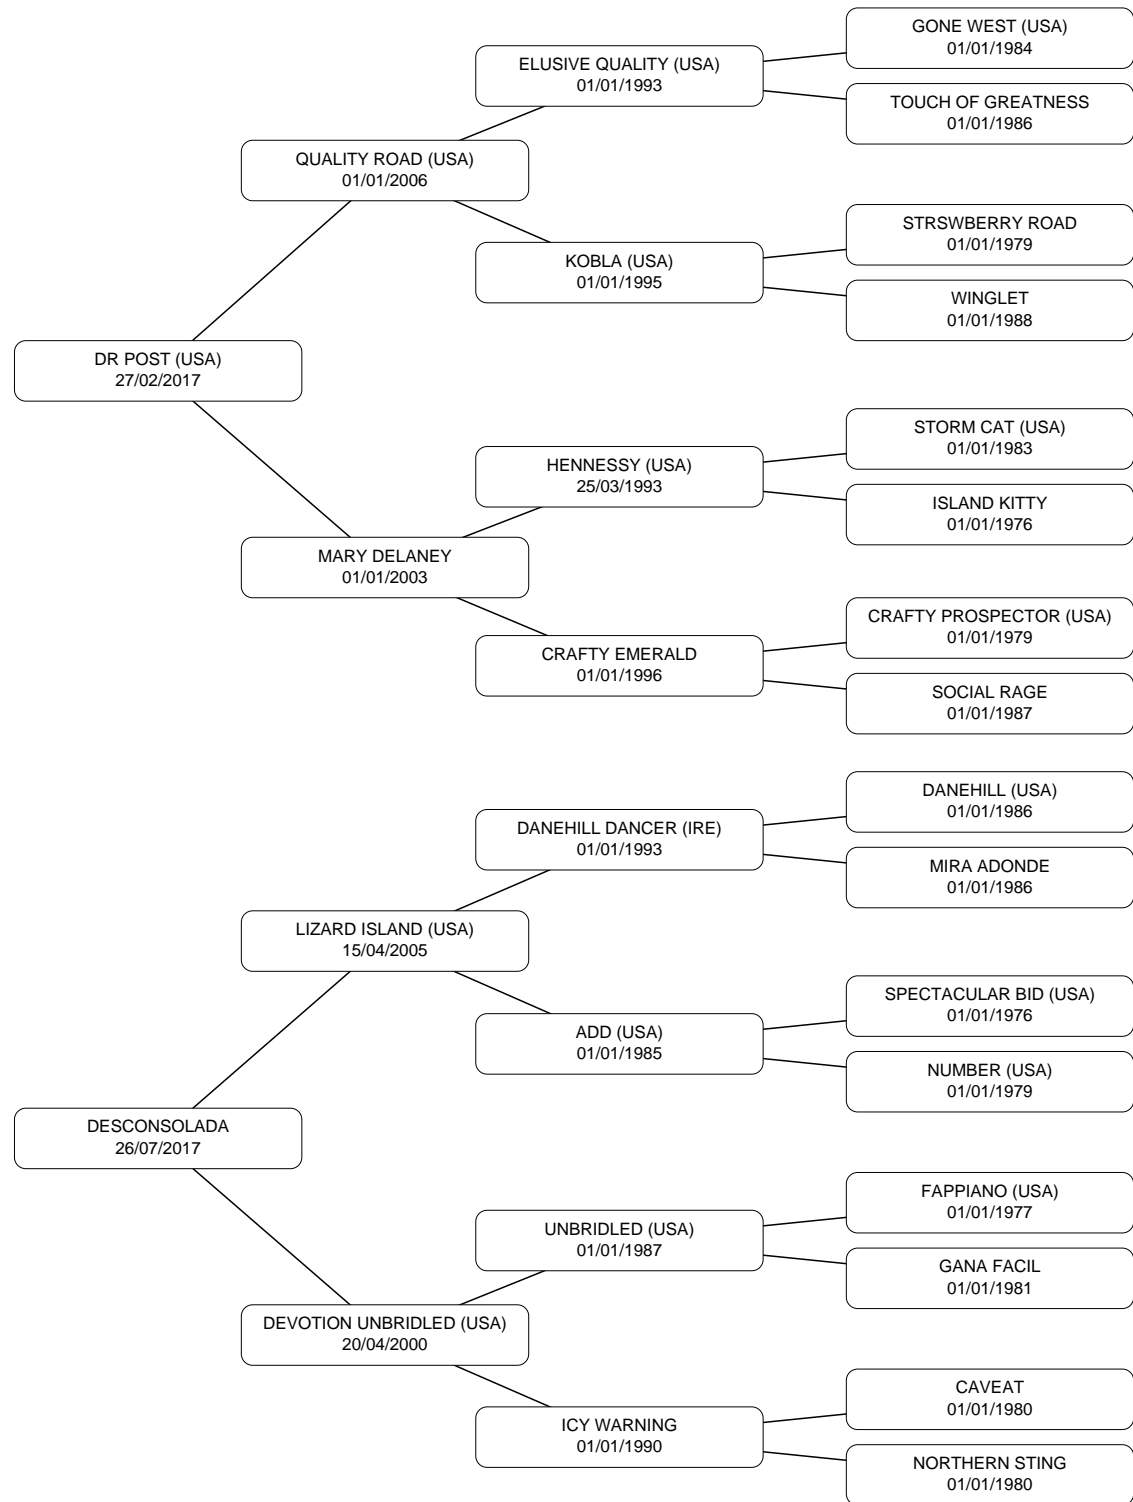 GONE WEST (USA)
01/01/1984
ELUSIVE QUALITY (USA)
01/01/1993
TOUCH OF GREATNESS
01/01/1986
QUALITY ROAD (USA)
01/01/2006
STRSWBERRY ROAD
01/01/1979
KOBLA (USA)
01/01/1995
WINGLET
01/01/1988
DR POST (USA)
27/02/2017
STORM CAT (USA)
01/01/1983
HENNESSY (USA)
25/03/1993
ISLAND KITTY
01/01/1976
MARY DELANEY
01/01/2003
CRAFTY PROSPECTOR (USA)
01/01/1979
CRAFTY EMERALD
01/01/1996
SOCIAL RAGE
01/01/1987
DANEHILL (USA)
01/01/1986
DANEHILL DANCER (IRE)
01/01/1993
MIRA ADONDE
01/01/1986
LIZARD ISLAND (USA)
15/04/2005
SPECTACULAR BID (USA)
01/01/1976
ADD (USA)
01/01/1985
NUMBER (USA)
01/01/1979
DESCONSOLADA
26/07/2017
FAPPIANO (USA)
01/01/1977
UNBRIDLED (USA)
01/01/1987
GANA FACIL
01/01/1981
DEVOTION UNBRIDLED (USA)
20/04/2000
CAVEAT
01/01/1980
ICY WARNING
01/01/1990
NORTHERN STING
01/01/1980